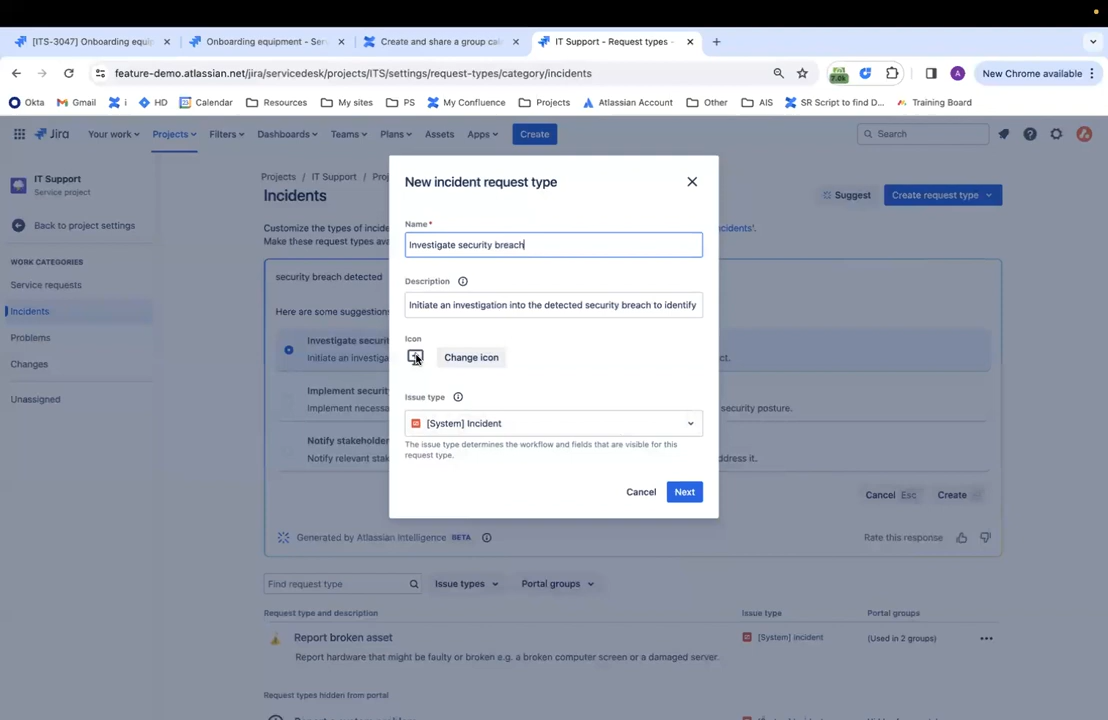 [ITS-3047] Onboarding equip
Onboarding equipment - Ser
Create and share a group cal
IT Support - Request types -
feature-demo.atlassian.net/jira/servicedesk/projects/ITS/settings/request-types/category/incidents
New Chrome available
Okta
Gmail
i
HD
Calendar
Resources
My sites
PS
My Confluence
Projects
Atlassian Account
Other
AIS
SR Script to find D...
Training Board
Jira
Your work
Projects
Filters
Dashboards
Teams
Plans
Assets
Apps
Create
Search
IT Support
Service project
Back to project settings
WORK CATEGORIES
Service requests
Incidents
Problems
Changes
Unassigned
Projects / IT Support / Proj
Incidents
Suggest
Create request type
Customize the types of incide
ncidents'.
Make these request types ava
security breach detected
Here are some suggestions
Investigate securi
Initiate an investiga
ct.
Implement securit
Implement necessa
security posture.
Notify stakeholder
Notify relevant stak
ddress it.
Cancel Esc
Create
Generated by Atlassian Intelligence BETA
Rate this response
New incident request type
Name*
Investigate security breach
Description
Initiate an investigation into the detected security breach to identify
Icon
Change icon
Issue type
[System] Incident
The issue type determines the workflow and fields that are visible for this
request type.
Cancel
Next
Find request type
Issue types
Portal groups
Request type and description
Issue type
Portal groups
Report broken asset
[System] Incident
(Used in 2 groups)
Report hardware that might be faulty or broken e.g. a broken computer screen or a damaged server.
Request types hidden from portal